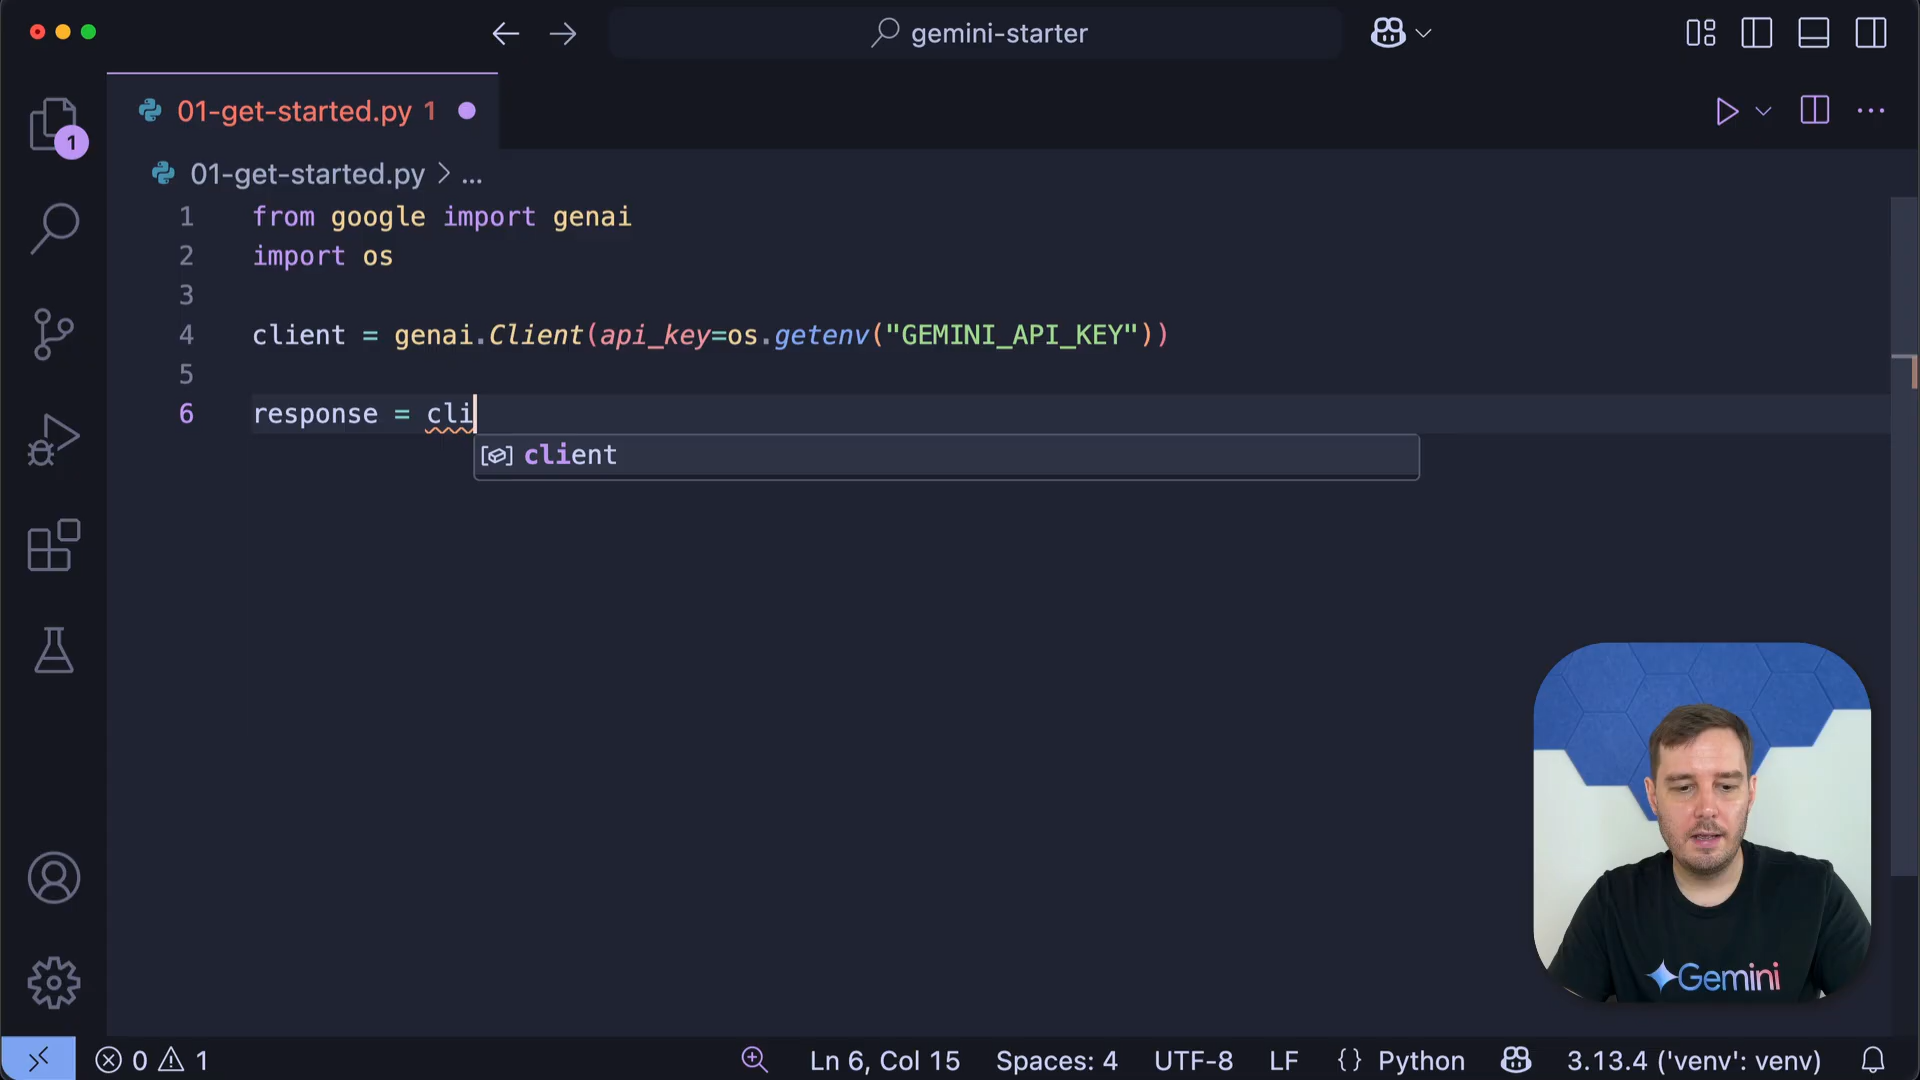 gemini-starter
1
01-get-started.py 1
01-get-started.py > ...
1 from google import genai
2 import os
3
4 client = genai.Client(api_key=os.getenv("GEMINI_API_KEY"))
5
6 response = cli
client
Gemini
0 1 Ln 6, Col 15 Spaces: 4 UTF-8 LF {} Python 3.13.4 ('venv': venv)